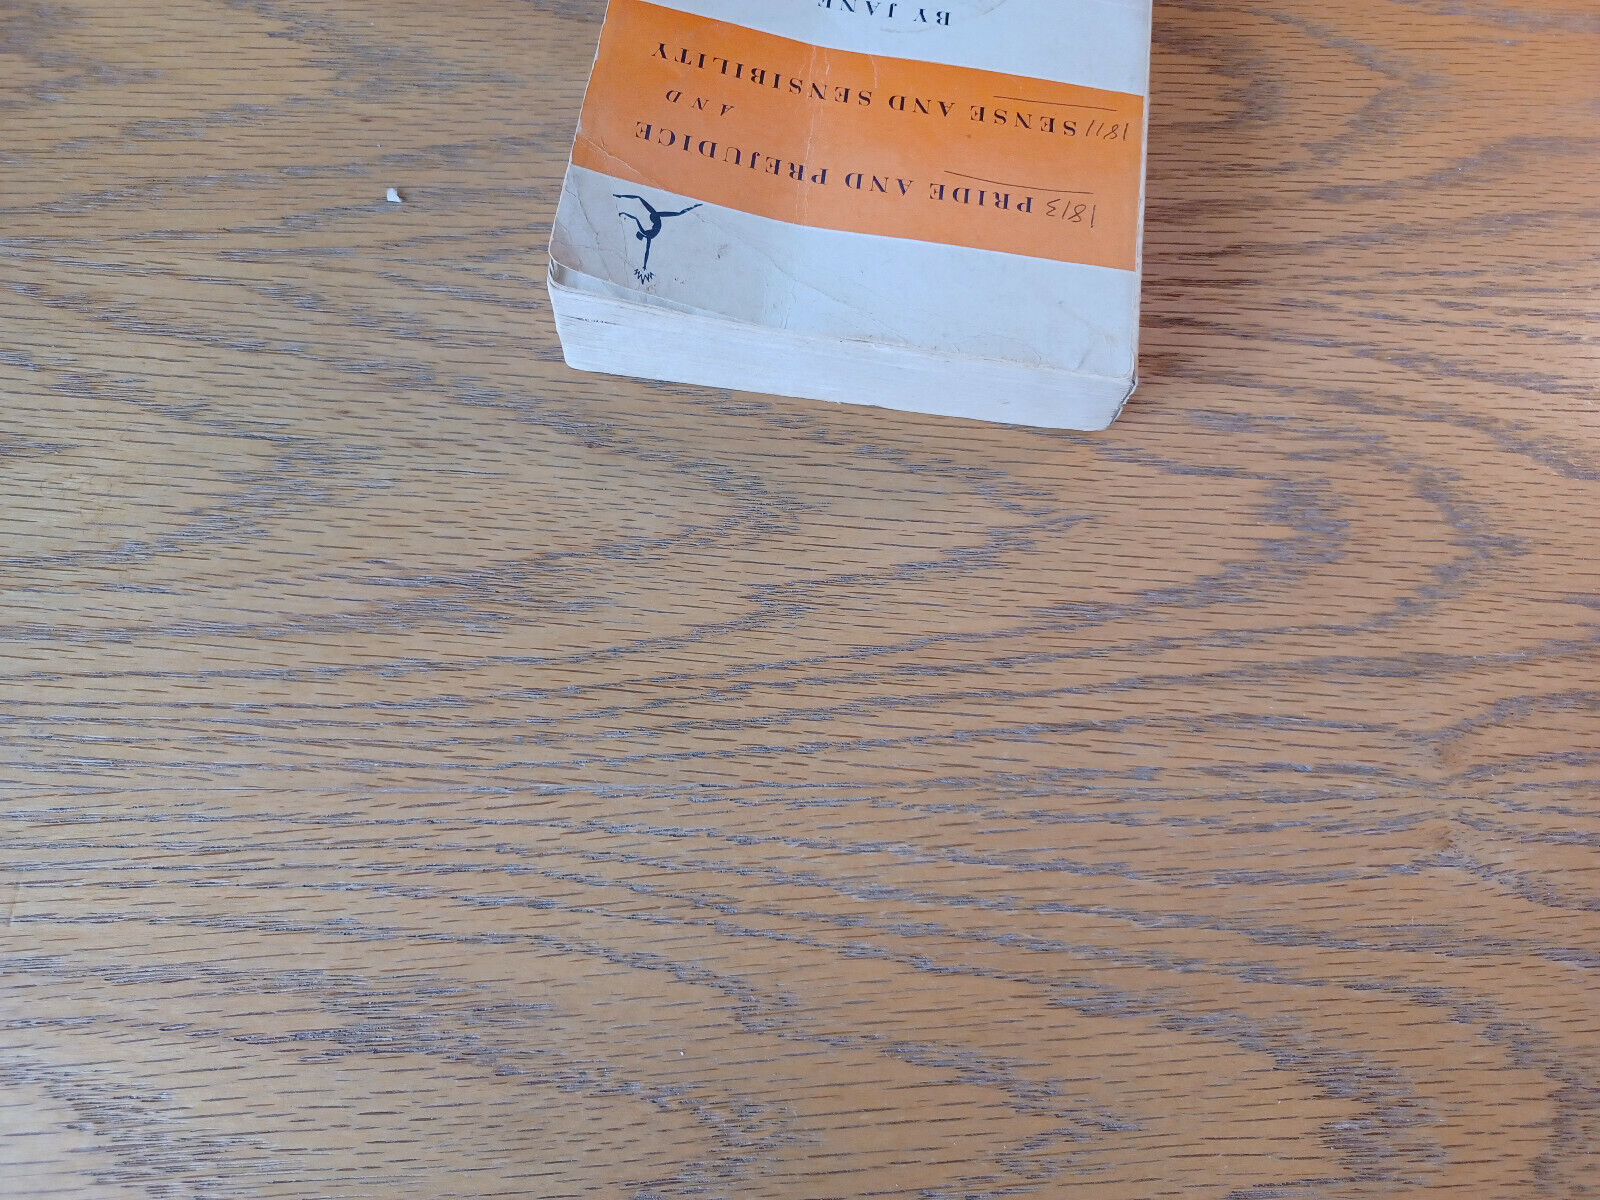 1813 PRIDE AND PREJUDICE
AND
1811 SENSE AND SENSIBILITY
BY JANE